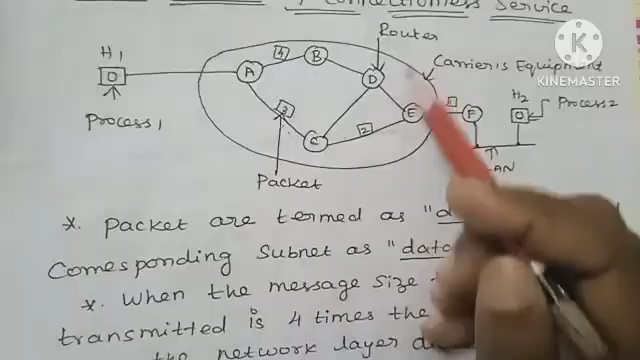 Connectionless Service
Router
H1
4
B
A
D
Carrier's Equipment
KINEMASTER
1
H2
Process 2
Process 1
3
E
F
2
C
Packet
*. Packet are termed as "
Corresponding Subnet as "data
*. When the message size
transmitted is 4 times the
the network layer